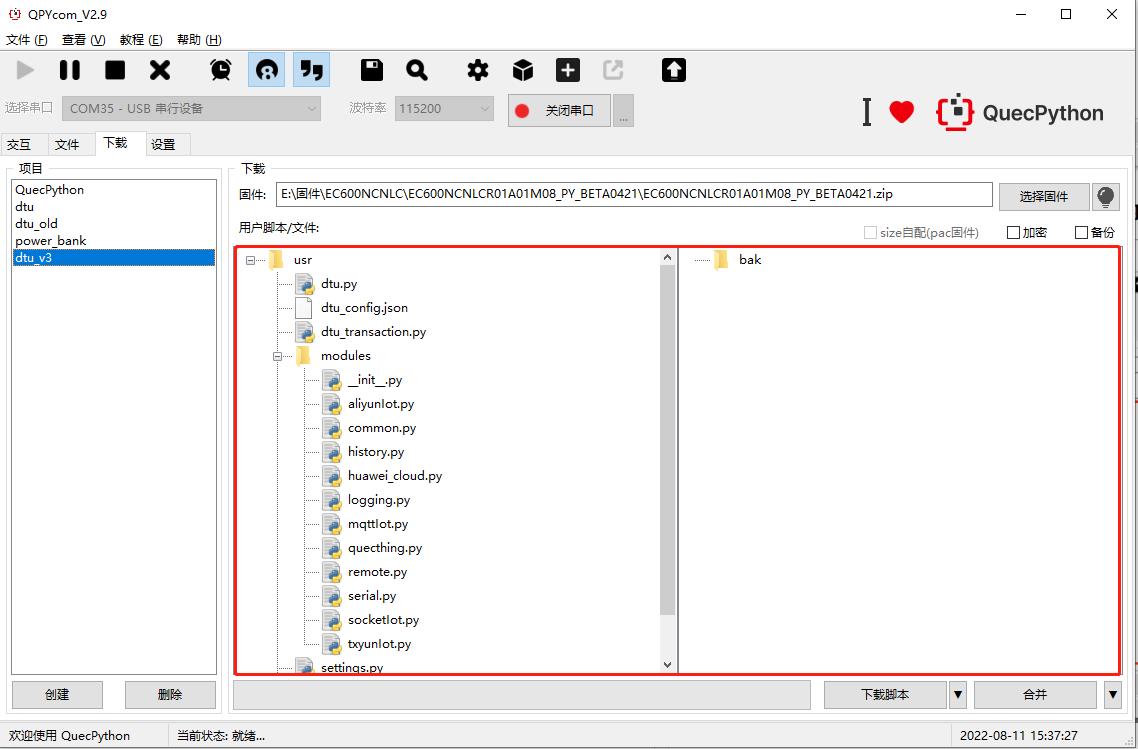 QPYcom_V2.9
文件 (F) 查看 (V) 教程 (E) 帮助 (H)
选择串口 COM35 - USB 串行设备 波特率 115200 关闭串口 ... I QuecPython
交互 文件 下载 设置
项目
QuecPython
dtu
dtu_old
power_bank
dtu_v3
创建 删除
下载
固件: E:\固件\EC600NCNLC\EC600NCNLCR01A01M08_PY_BETA0421\EC600NCNLCR01A01M08_PY_BETA0421.zip 选择固件
用户脚本/文件: size自配(pac固件) 加密 备份
usr
dtu.py
dtu_config.json
dtu_transaction.py
modules
__init__.py
aliyunIot.py
common.py
history.py
huawei_cloud.py
logging.py
mqttIot.py
quecthing.py
remote.py
serial.py
socketIot.py
txyunIot.py
settings.py
bak
下载脚本 合并
欢迎使用 QuecPython 当前状态: 就绪... 2022-08-11 15:37:27